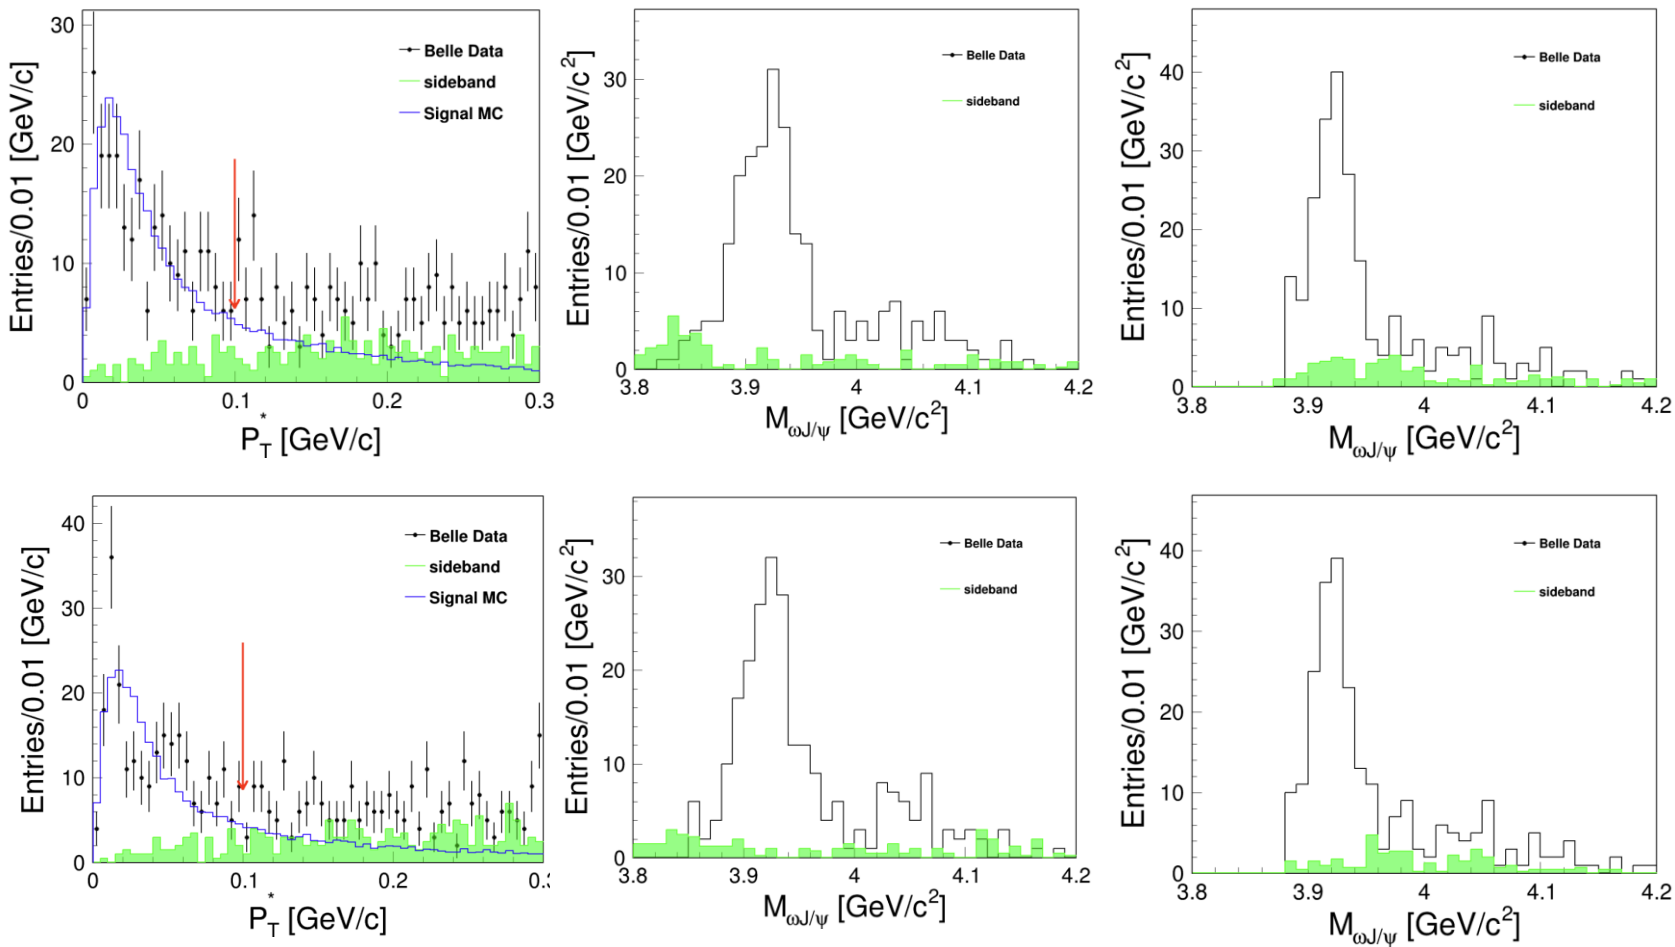 Entries/0.01 [GeV/c]
30
20
10
0
Belle Data
sideband
Signal MC
0 0.1 0.2 0.3
P*T [GeV/c]
Entries/0.01 [GeV/c²]
30
20
10
0
Belle Data
sideband
3.8 3.9 4 4.1 4.2
MωJ/ψ [GeV/c²]
Entries/0.01 [GeV/c²]
40
30
20
10
0
Belle Data
sideband
3.8 3.9 4 4.1 4.2
MωJ/ψ [GeV/c²]
Entries/0.01 [GeV/c]
40
30
20
10
0
Belle Data
sideband
Signal MC
0 0.1 0.2
P*T [GeV/c]
Entries/0.01 [GeV/c²]
30
20
10
0
Belle Data
sideband
3.8 3.9 4 4.1 4.2
MωJ/ψ [GeV/c²]
Entries/0.01 [GeV/c²]
40
30
20
10
0
Belle Data
sideband
3.8 3.9 4 4.1 4.2
MωJ/ψ [GeV/c²]